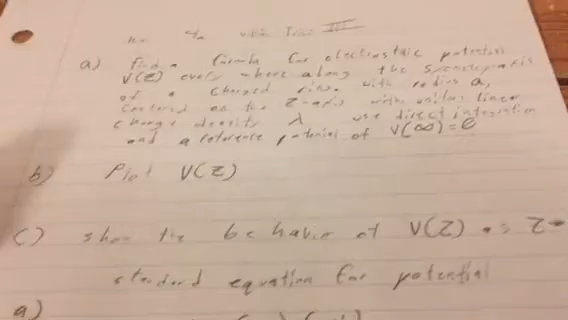 a) find a formula for electrostatic potential
V(z) everywhere along the symmetry axis
of a charged ring with radius a,
Centered on the z-axis with uniform linear
charge density λ use direct integration
and a reference potential of V(∞) = 0
b) Plot V(z)
c) show the behavior of V(z) as z
standard equation for potential
a)